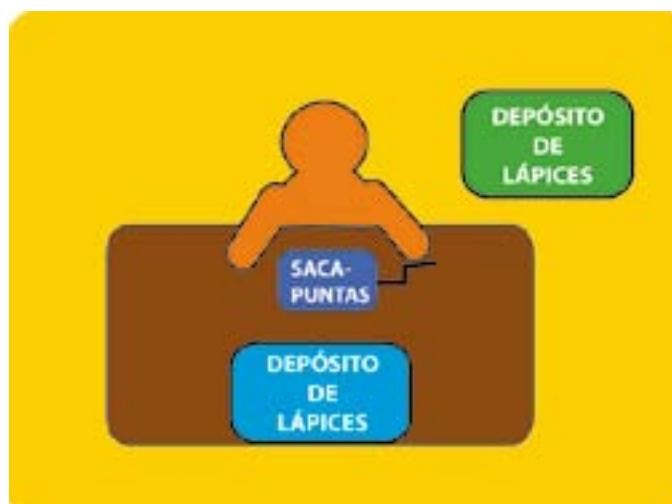 DEPÓSITO
DE
LÁPICES
SACA-
PUNTAS
DEPÓSITO
DE
LÁPICES